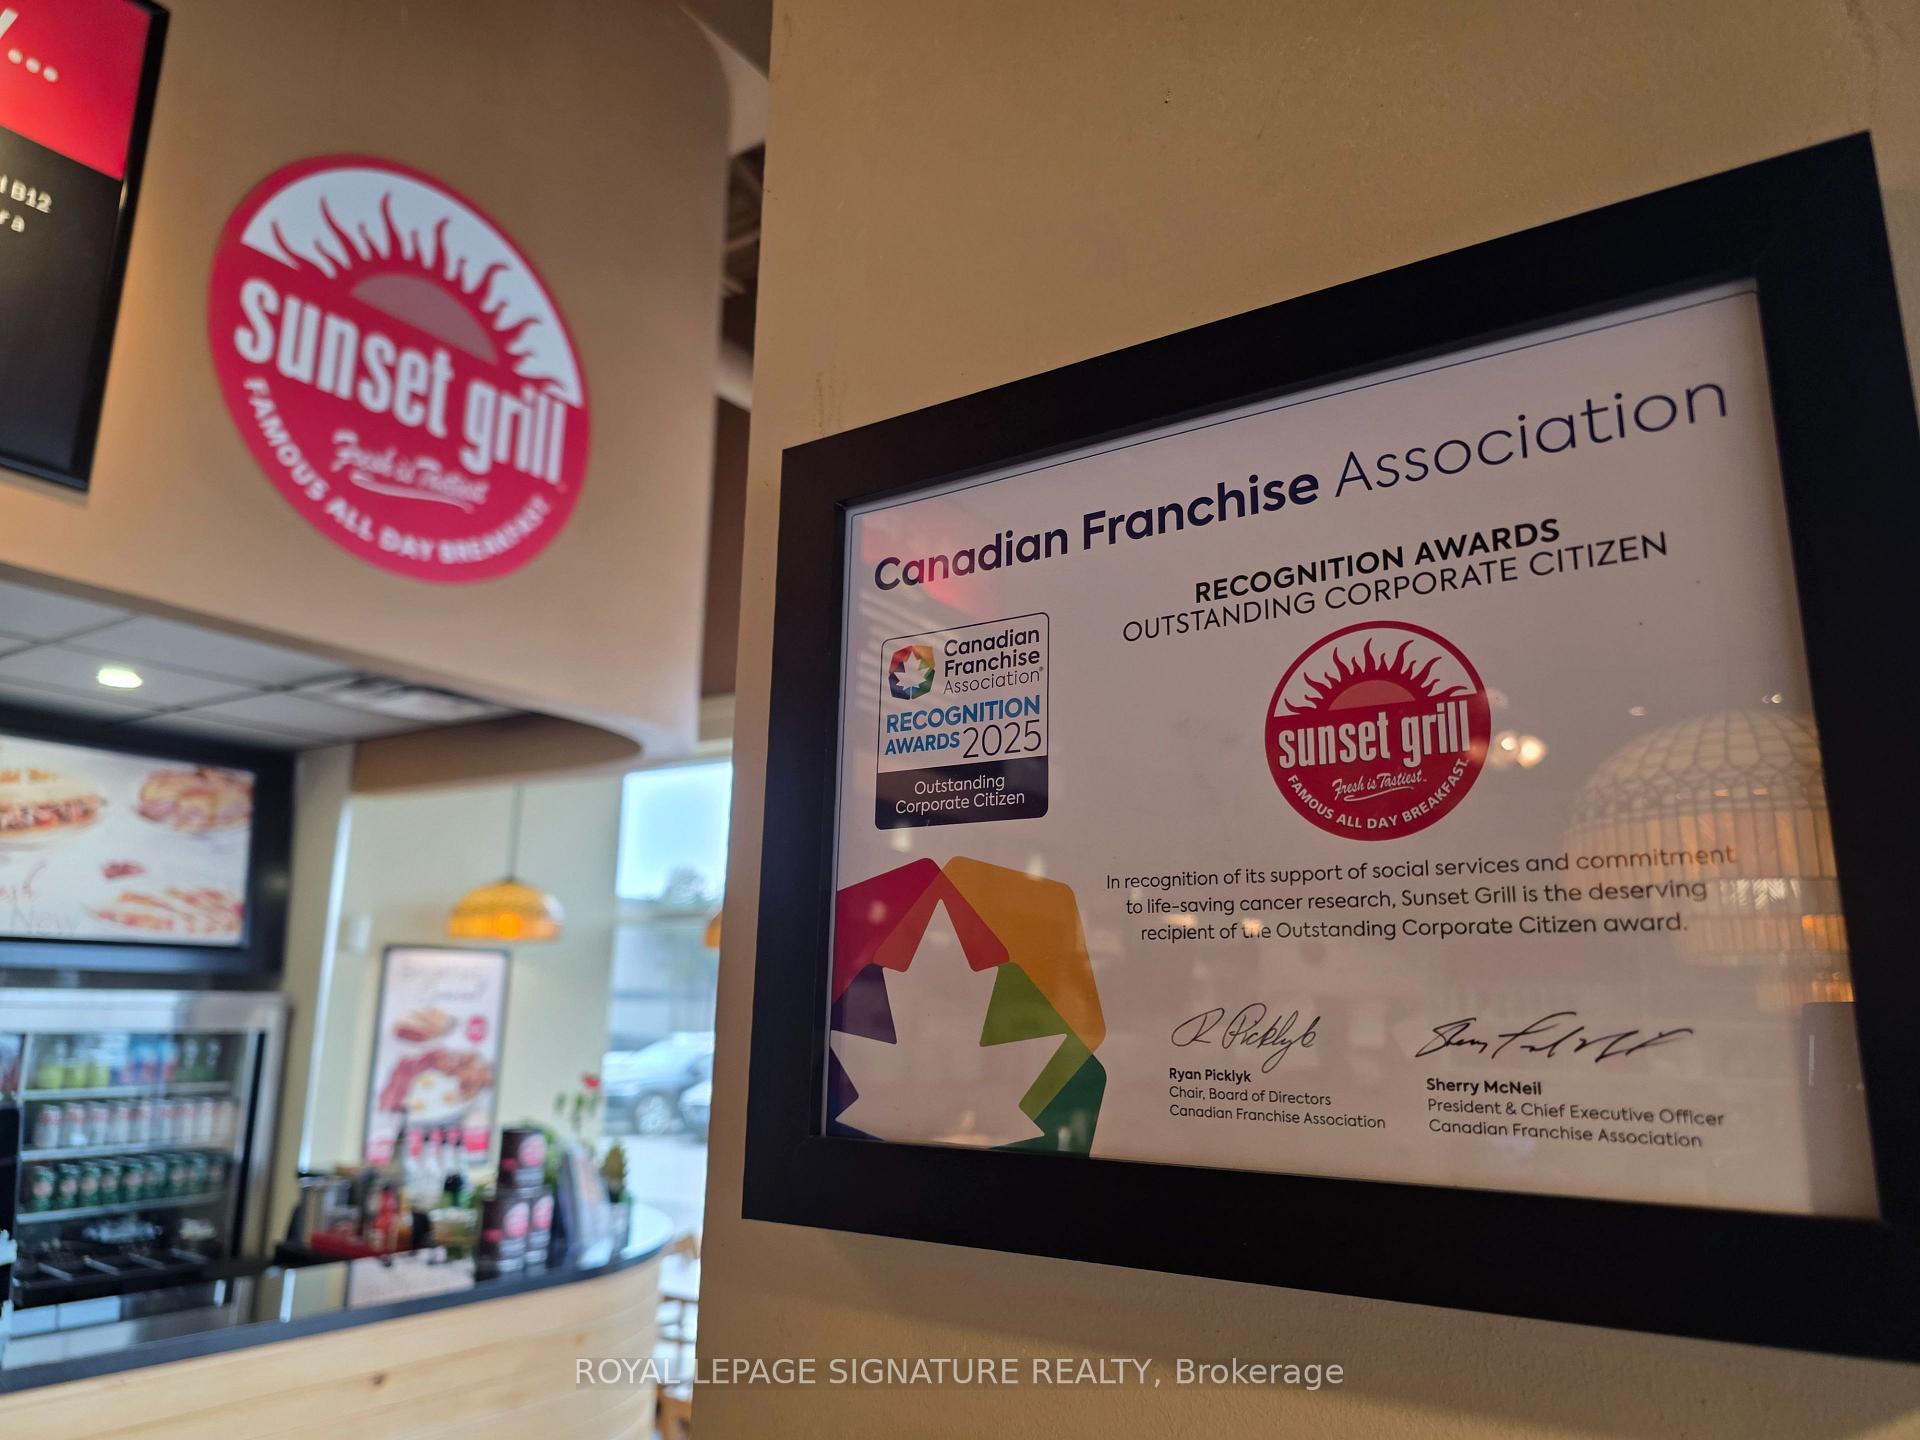 B12
r a
sunset grill
Fresh is Tastiest
FAMOUS ALL DAY BREAKFAST
New
Canadian Franchise Association
RECOGNITION AWARDS
OUTSTANDING CORPORATE CITIZEN
Canadian
Franchise
Association
RECOGNITION
AWARDS 2025
Outstanding
Corporate Citizen
sunset grill
Fresh is Tastiest
FAMOUS ALL DAY BREAKFAST
In recognition of its support of social services and commitment
to life-saving cancer research, Sunset Grill is the deserving
recipient of the Outstanding Corporate Citizen award.
R Picklyk
Ryan Picklyk
Chair, Board of Directors
Canadian Franchise Association
Sherry McNeil
President & Chief Executive Officer
Canadian Franchise Association
ROYAL LEPAGE SIGNATURE REALTY, Brokerage